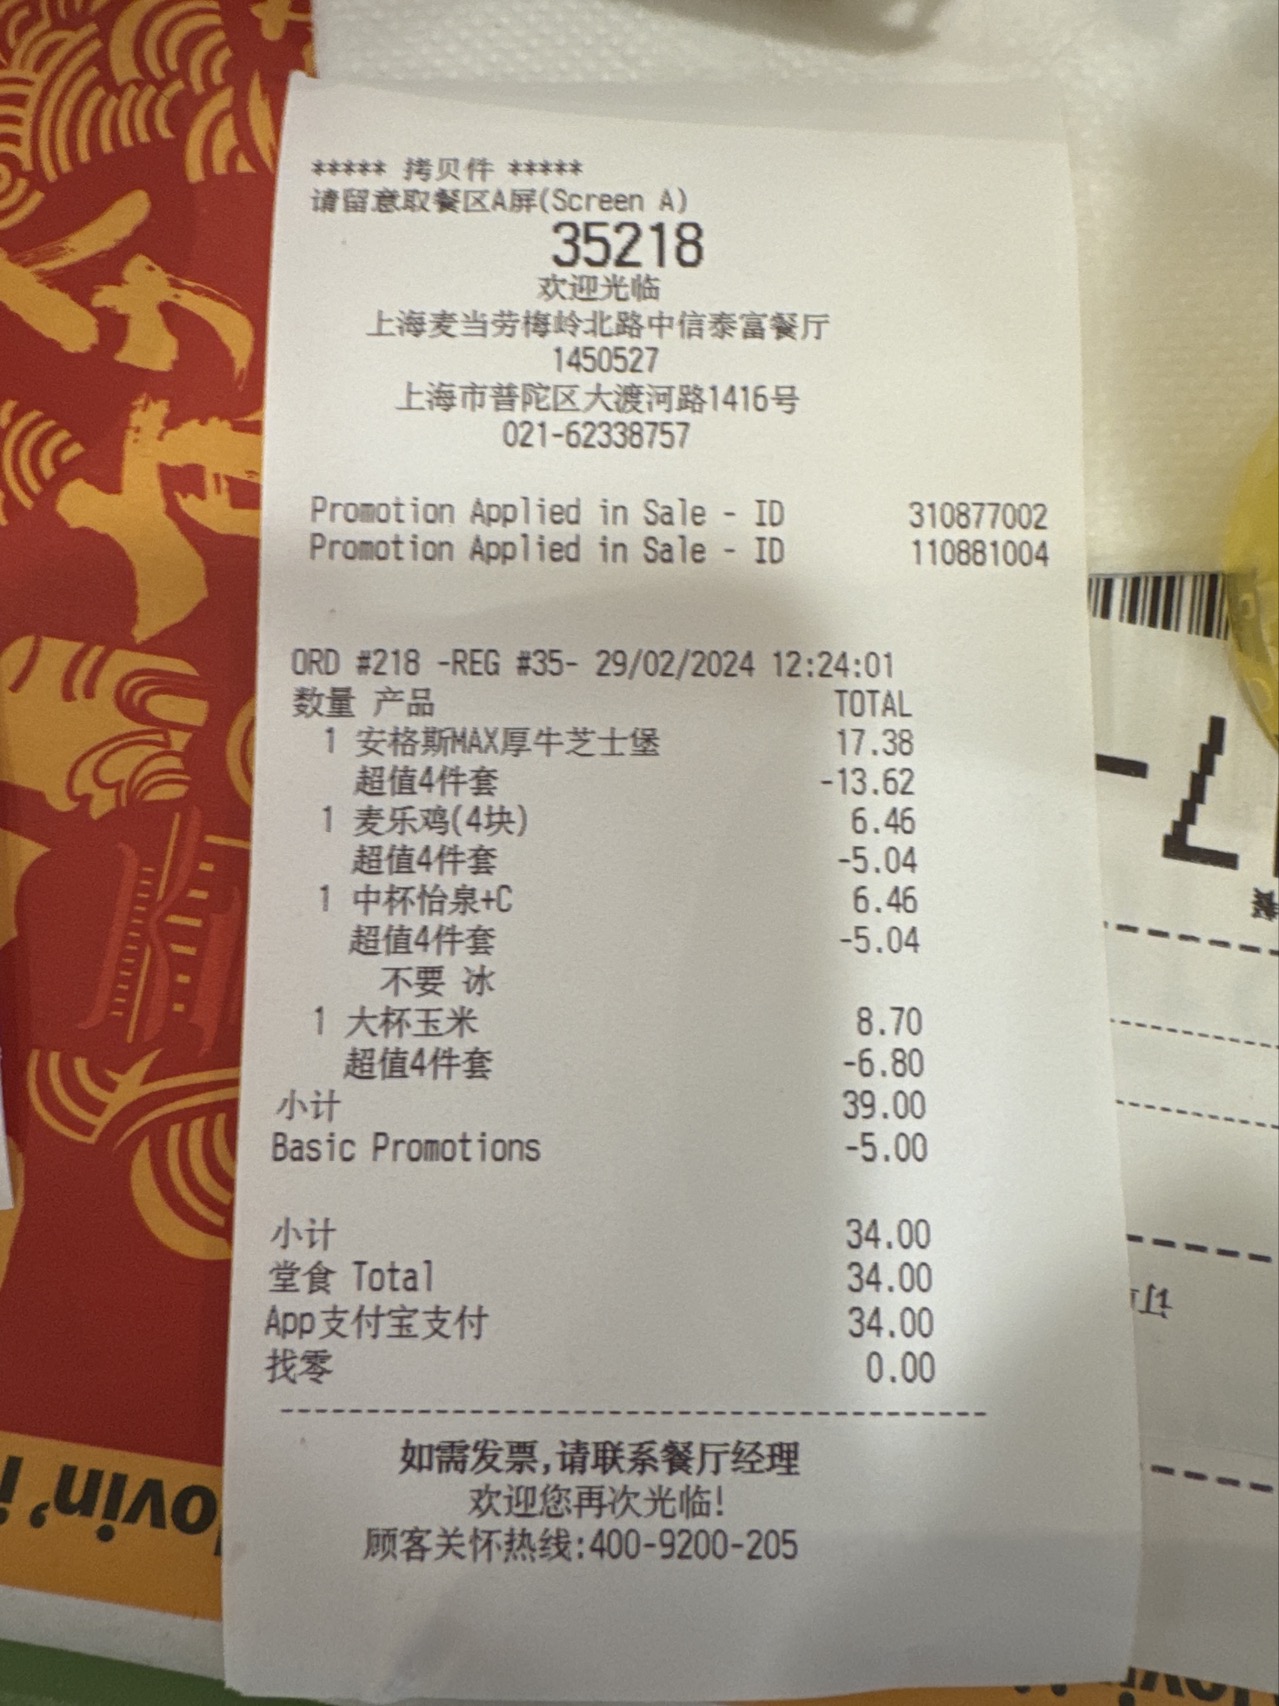 ***** 拷贝件 *****
请留意取餐区A屏(Screen A)
35218
欢迎光临
上海麦当劳梅岭北路中信泰富餐厅
1450527
上海市普陀区大渡河路1416号
021-62338757
Promotion Applied in Sale - ID 310877002
Promotion Applied in Sale - ID 110881004
ORD #218 -REG #35- 29/02/2024 12:24:01
数量 产品 TOTAL
1 安格斯MAX厚牛芝士堡 17.38
超值4件套 -13.62
1 麦乐鸡(4块) 6.46
超值4件套 -5.04
1 中杯怡泉+C 6.46
超值4件套 -5.04
不要 冰
1 大杯玉米 8.70
超值4件套 -6.80
小计 39.00
Basic Promotions -5.00
小计 34.00
堂食 Total 34.00
App支付宝支付 34.00
找零 0.00
如需发票,请联系餐厅经理
欢迎您再次光临!
顾客关怀热线:400-9200-205
lovin' i